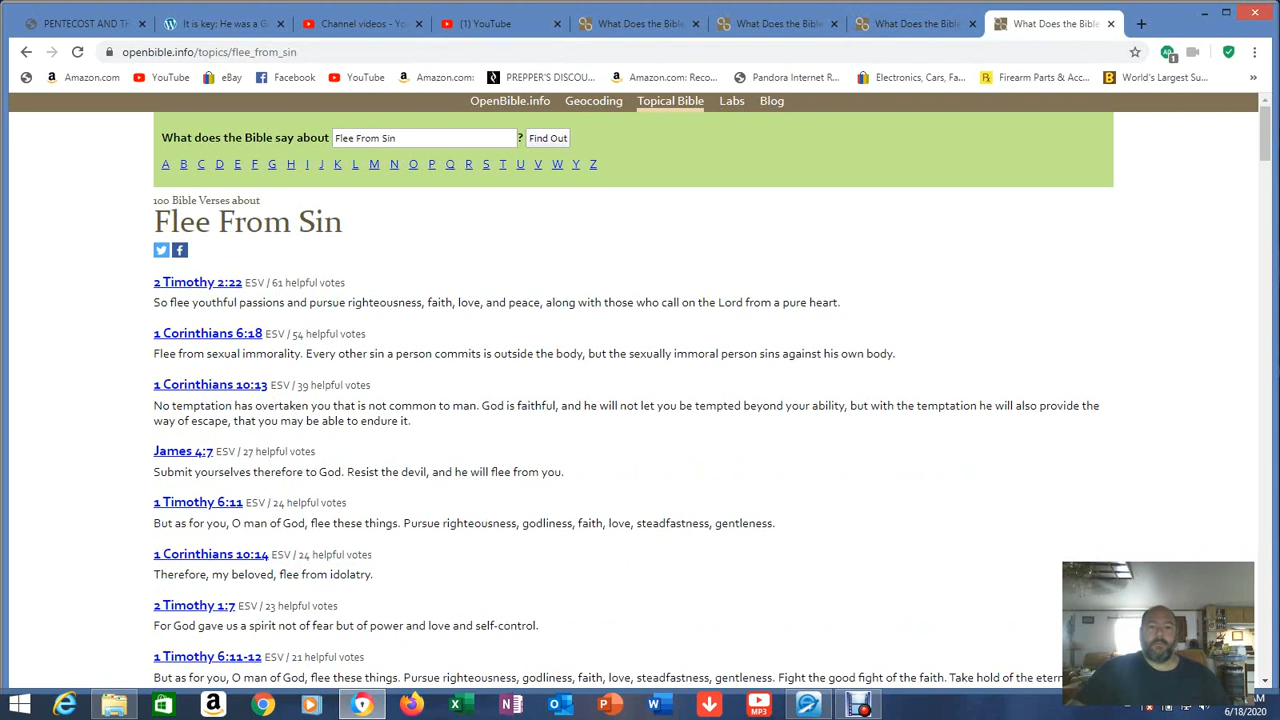 PENTECOST AND TH
It is key; He was a G
Channel videos - Yo
(1) YouTube
What Does the Bible
What Does the Bible
What Does the Bible
What Does the Bible
openbible.info/topics/flee_from_sin
Amazon.com
YouTube
eBay
Facebook
YouTube
Amazon.com:
PREPPER'S DISCOU...
Amazon.com: Reco...
Pandora Internet R...
Electronics, Cars, Fa...
Firearm Parts & Acc...
World's Largest Su...
OpenBible.info Geocoding Topical Bible Labs Blog
What does the Bible say about Flee From Sin ? Find Out
A B C D E F G H I J K L M N O P Q R S T U V W Y Z
100 Bible Verses about
Flee From Sin
2 Timothy 2:22 ESV / 61 helpful votes
So flee youthful passions and pursue righteousness, faith, love, and peace, along with those who call on the Lord from a pure heart.
1 Corinthians 6:18 ESV / 54 helpful votes
Flee from sexual immorality. Every other sin a person commits is outside the body, but the sexually immoral person sins against his own body.
1 Corinthians 10:13 ESV / 39 helpful votes
No temptation has overtaken you that is not common to man. God is faithful, and he will not let you be tempted beyond your ability, but with the temptation he will also provide the
way of escape, that you may be able to endure it.
James 4:7 ESV / 27 helpful votes
Submit yourselves therefore to God. Resist the devil, and he will flee from you.
1 Timothy 6:11 ESV / 24 helpful votes
But as for you, O man of God, flee these things. Pursue righteousness, godliness, faith, love, steadfastness, gentleness.
1 Corinthians 10:14 ESV / 24 helpful votes
Therefore, my beloved, flee from idolatry.
2 Timothy 1:7 ESV / 23 helpful votes
For God gave us a spirit not of fear but of power and love and self-control.
1 Timothy 6:11-12 ESV / 21 helpful votes
But as for you, O man of God, flee these things. Pursue righteousness, godliness, faith, love, steadfastness, gentleness. Fight the good fight of the faith. Take hold of the etern
MP3
6/18/2020